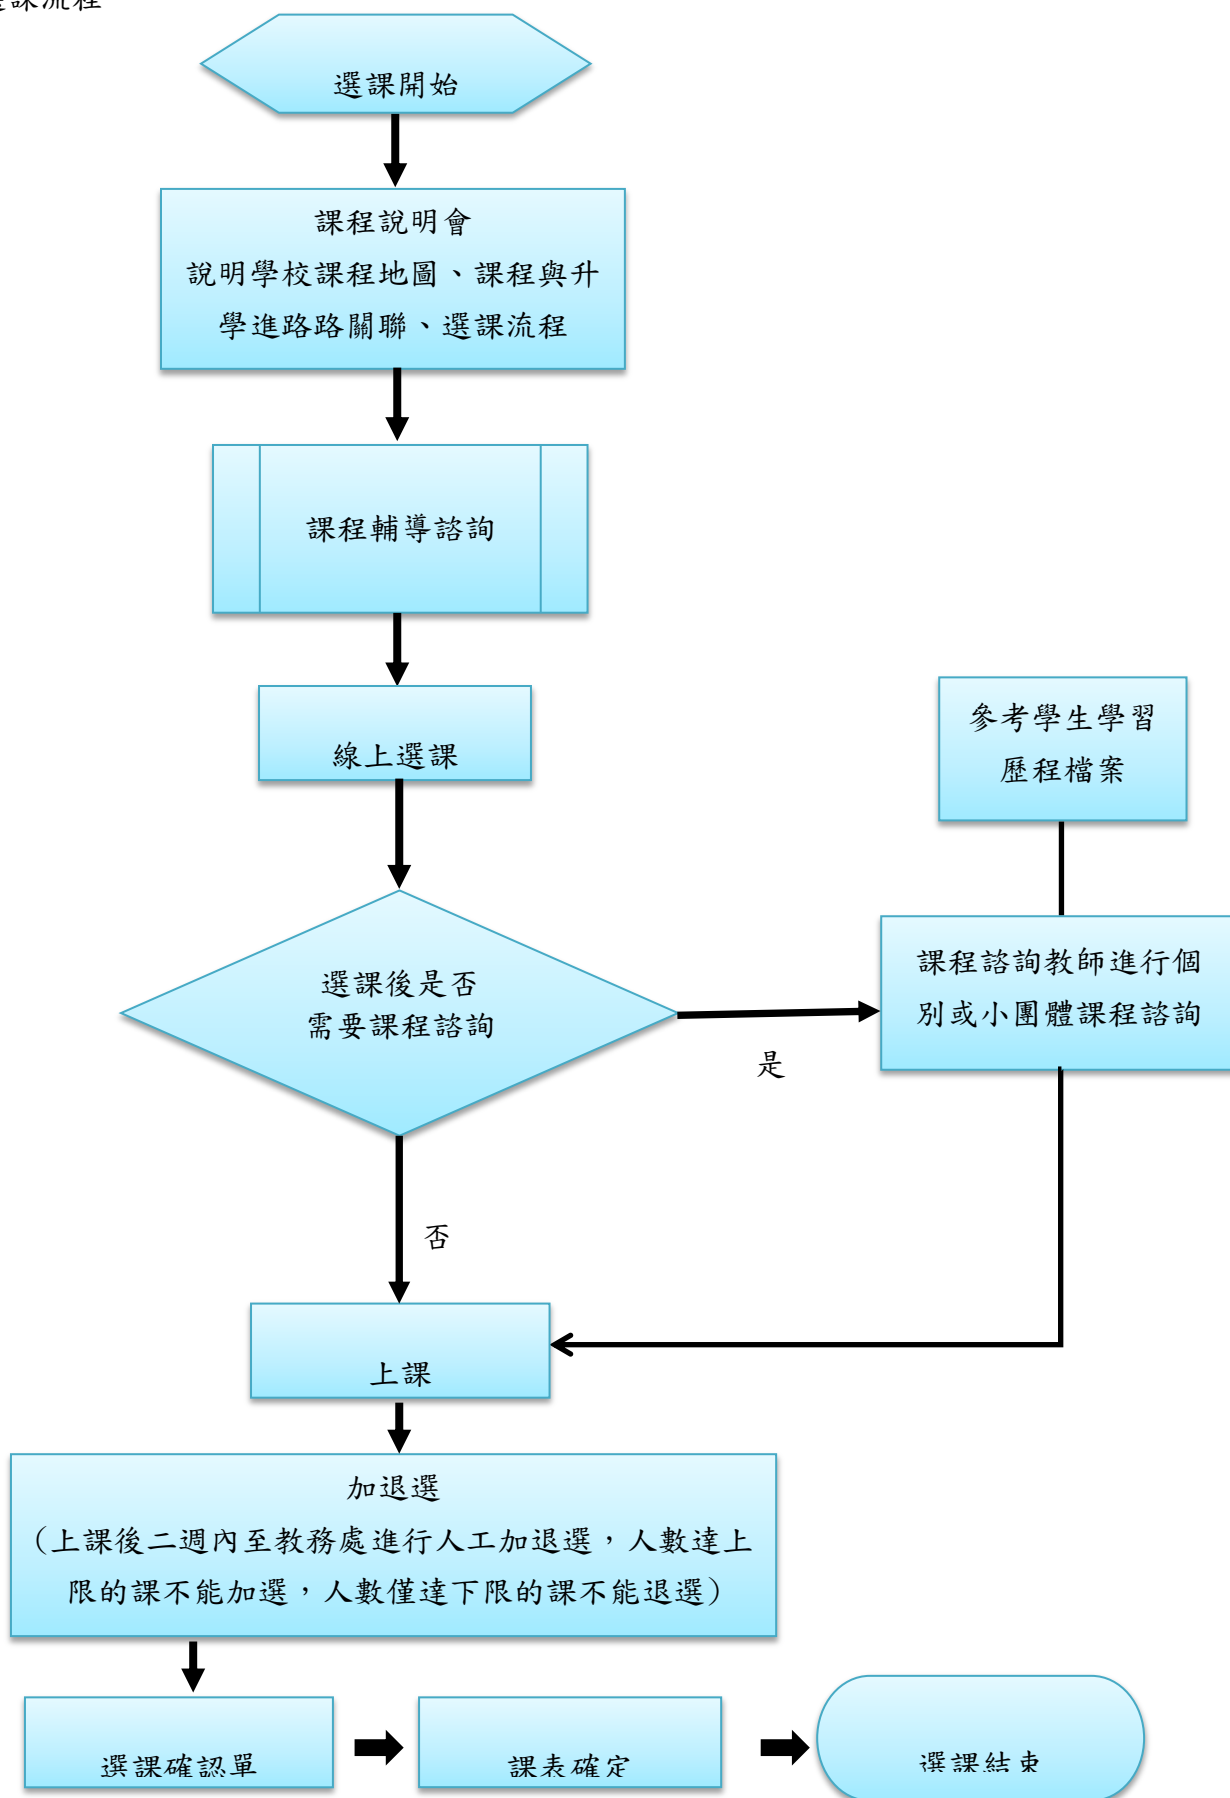 選課流程
選課開始
課程說明會
說明學校課程地圖、課程與升
學進路路關聯、選課流程
課程輔導諮詢
線上選課
參考學生學習
歷程檔案
選課後是否
需要課程諮詢
課程諮詢教師進行個
別或小團體課程諮詢
是
否
上課
加退選
（上課後二週內至教務處進行人工加退選，人數達上
限的課不能加選，人數僅達下限的課不能退選）
選課確認單
課表確定
選課結束